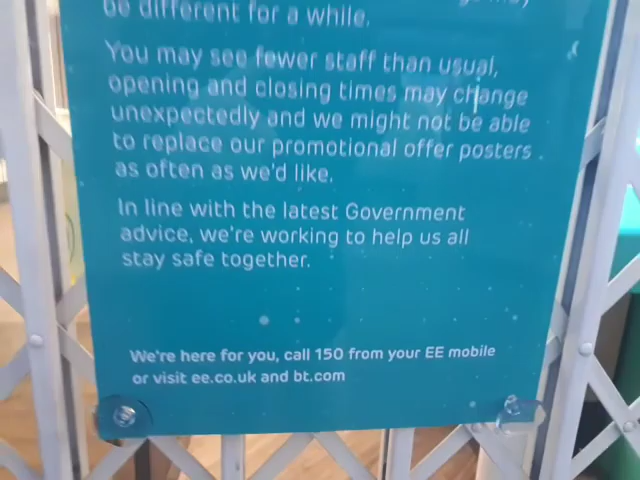 be different for a while.
You may see fewer staff than usual,
opening and closing times may change
unexpectedly and we might not be able
to replace our promotional offer posters
as often as we'd like.
In line with the latest Government
advice, we're working to help us all
stay safe together.
We're here for you, call 150 from your EE mobile
or visit ee.co.uk and bt.com